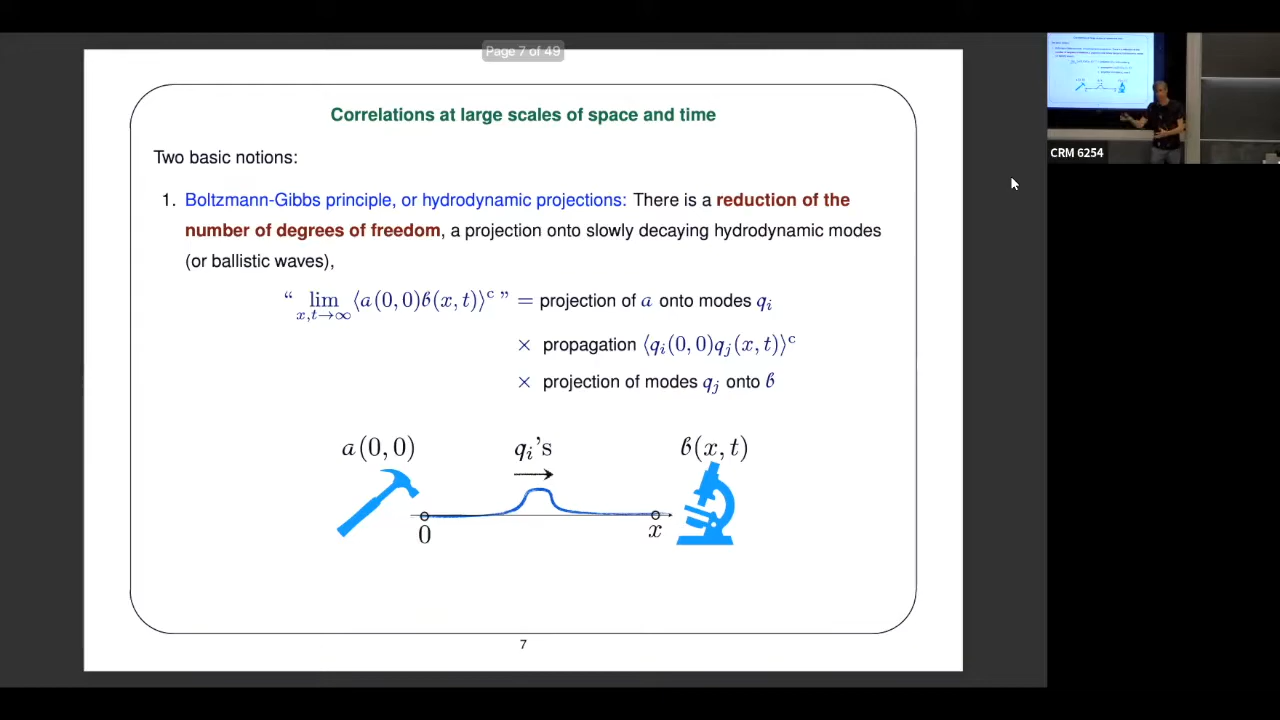 Page 7 of 49
Correlations at large scales of space and time
Two basic notions:
1. Boltzmann-Gibbs principle, or hydrodynamic projections: There is a reduction of the
number of degrees of freedom, a projection onto slowly decaying hydrodynamic modes
(or ballistic waves),
“ lim x,t→∞ ⟨a(0,0)b(x,t)⟩ᶜ ” = projection of a onto modes qᵢ
× propagation ⟨qᵢ(0,0)qⱼ(x,t)⟩ᶜ
× projection of modes qⱼ onto b
a(0,0) qᵢ’s b(x,t)
0 x
7
CRM 6254